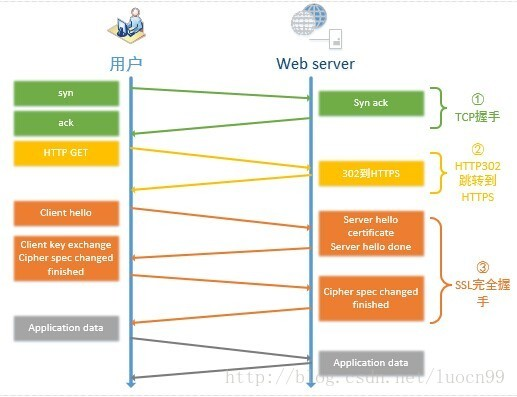 用户
Web server
syn
Syn ack
①
TCP握手
ack
HTTP GET
302到HTTPS
②
HTTP302
跳转到
HTTPS
Client hello
Server hello
certificate
Server hello done
Client key exchange
Cipher spec changed
finished
③
SSL完全握
手
Cipher spec changed
finished
Application data
Application data
http://blog.csdn.net/luocn99